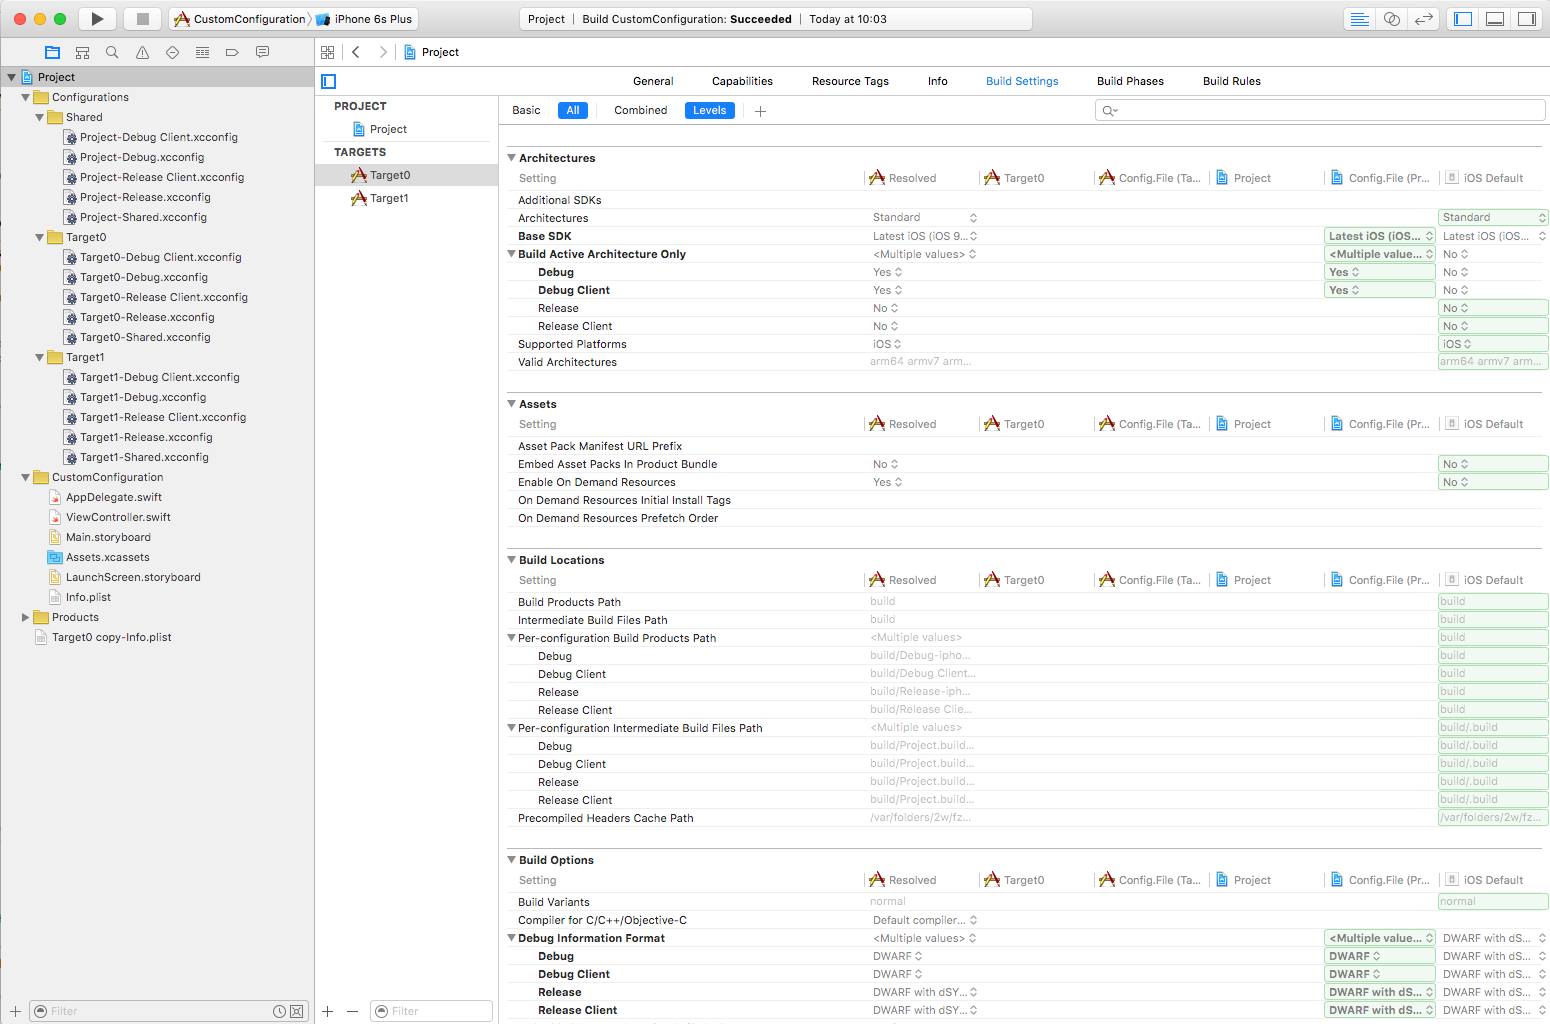 CustomConfiguration iPhone 6s Plus
Project | Build CustomConfiguration: Succeeded | Today at 10:03
Project
Project
Configurations
Shared
Project-Debug Client.xcconfig
Project-Debug.xcconfig
Project-Release Client.xcconfig
Project-Release.xcconfig
Project-Shared.xcconfig
Target0
Target0-Debug Client.xcconfig
Target0-Debug.xcconfig
Target0-Release Client.xcconfig
Target0-Release.xcconfig
Target0-Shared.xcconfig
Target1
Target1-Debug Client.xcconfig
Target1-Debug.xcconfig
Target1-Release Client.xcconfig
Target1-Release.xcconfig
Target1-Shared.xcconfig
CustomConfiguration
AppDelegate.swift
ViewController.swift
Main.storyboard
Assets.xcassets
LaunchScreen.storyboard
Info.plist
Products
Target0 copy-Info.plist
Filter
PROJECT
Project
TARGETS
Target0
Target1
Filter
General Capabilities Resource Tags Info Build Settings Build Phases Build Rules
Basic All Combined Levels
Architectures
Setting Resolved Target0 Config.File (Ta... Project Config.File (Pr... iOS Default
Additional SDKs
Architectures Standard Standard
Base SDK Latest iOS (iOS 9... Latest iOS (iOS... Latest iOS (iOS...
Build Active Architecture Only <Multiple values> <Multiple value... No
Debug Yes Yes No
Debug Client Yes Yes No
Release No No
Release Client No No
Supported Platforms iOS iOS
Valid Architectures arm64 armv7 arm... arm64 armv7 arm...
Assets
Setting Resolved Target0 Config.File (Ta... Project Config.File (Pr... iOS Default
Asset Pack Manifest URL Prefix
Embed Asset Packs In Product Bundle No No
Enable On Demand Resources Yes No
On Demand Resources Initial Install Tags
On Demand Resources Prefetch Order
Build Locations
Setting Resolved Target0 Config.File (Ta... Project Config.File (Pr... iOS Default
Build Products Path build build
Intermediate Build Files Path build build
Per-configuration Build Products Path <Multiple values> build
Debug build/Debug-ipho... build
Debug Client build/Debug Client... build
Release build/Release-iph... build
Release Client build/Release Clie... build
Per-configuration Intermediate Build Files Path <Multiple values> build/.build
Debug build/Project.build... build/.build
Debug Client build/Project.build... build/.build
Release build/Project.build... build/.build
Release Client build/Project.build... build/.build
Precompiled Headers Cache Path /var/folders/2w/fz... /var/folders/2w/fz...
Build Options
Setting Resolved Target0 Config.File (Ta... Project Config.File (Pr... iOS Default
Build Variants normal normal
Compiler for C/C++/Objective-C Default compiler...
Debug Information Format <Multiple values> <Multiple value... DWARF with dS...
Debug DWARF DWARF DWARF with dS...
Debug Client DWARF DWARF DWARF with dS...
Release DWARF with dSY... DWARF with dS... DWARF with dS...
Release Client DWARF with dSY... DWARF with dS... DWARF with dS...